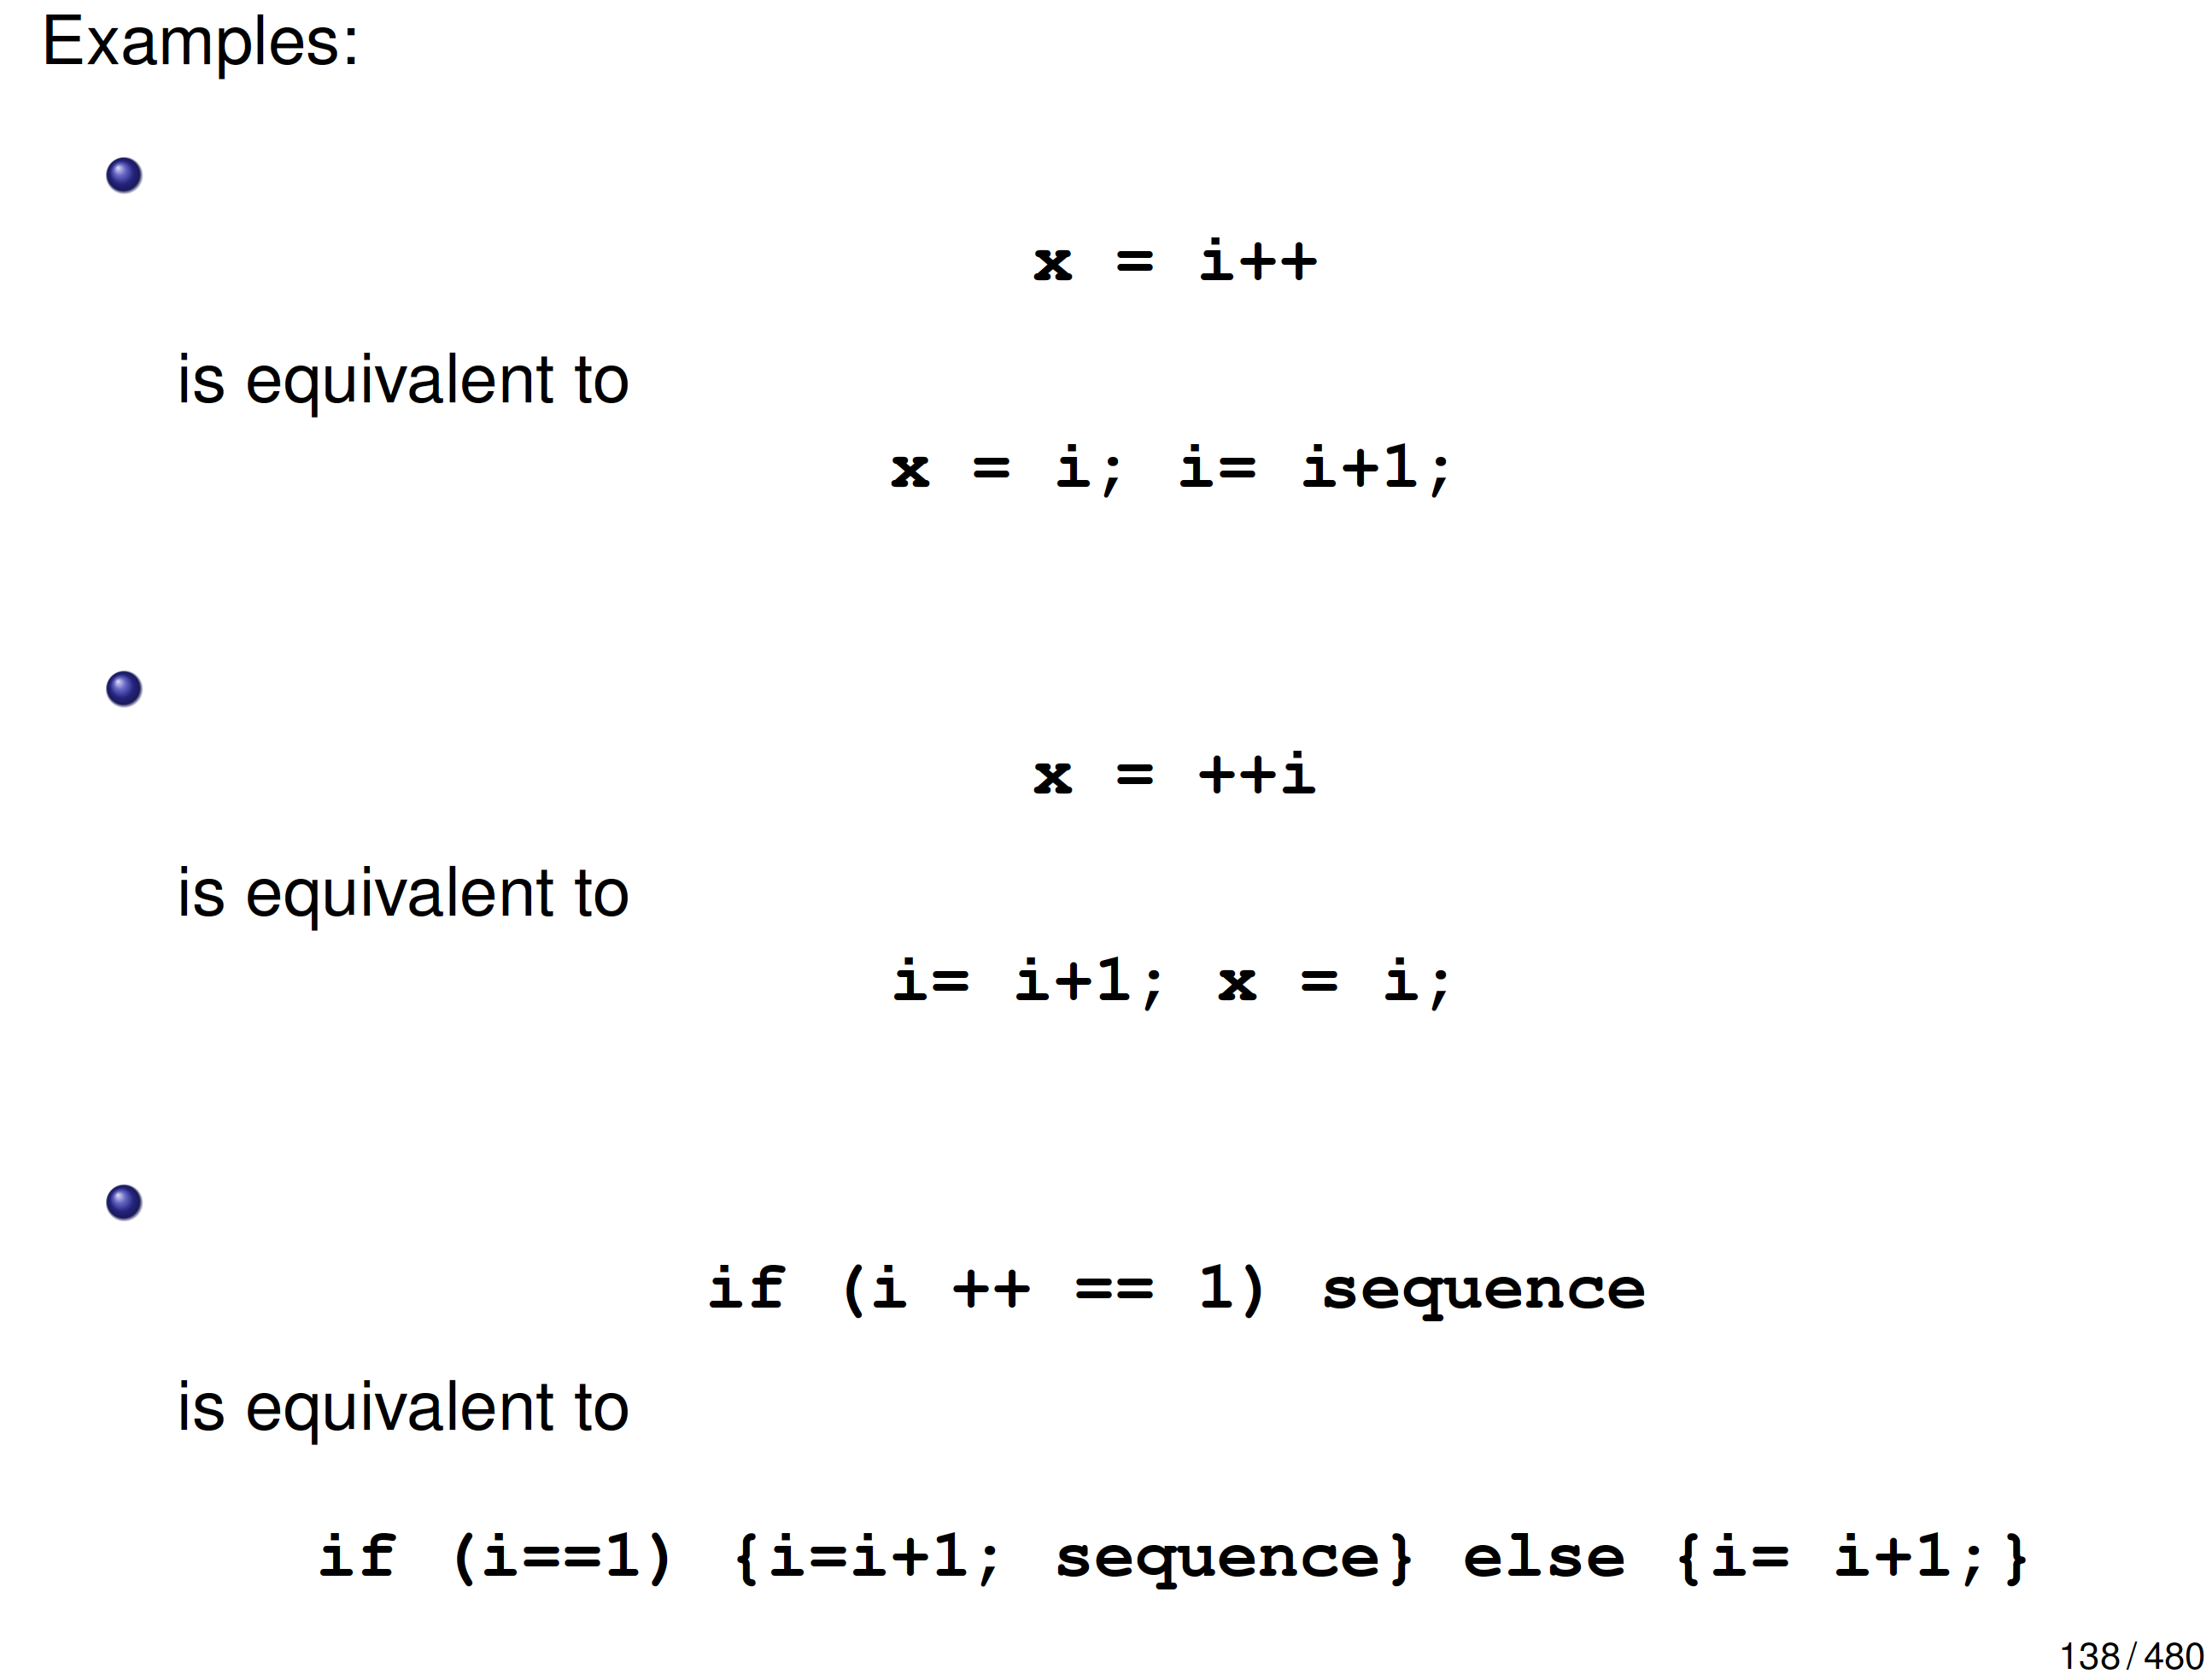 Examples:
x = i++
is equivalent to
x = i; i= i+1;
x = ++i
is equivalent to
i= i+1; x = i;
if (i ++ == 1) sequence
is equivalent to
if (i==1) {i=i+1; sequence} else {i= i+1;}
138 / 480